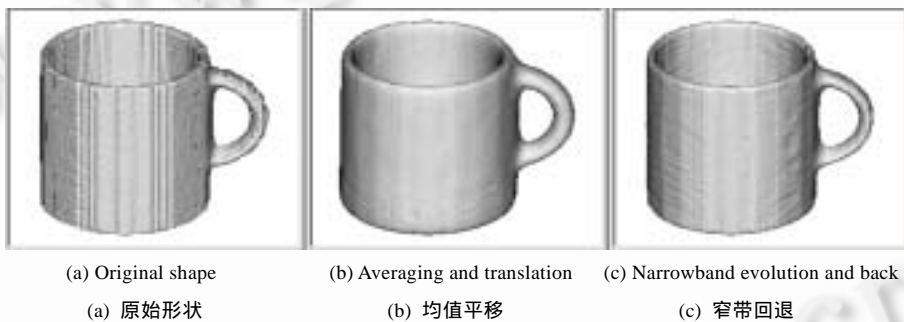 (a) Original shape (b) Averaging and translation (c) Narrowband evolution and back
(a) 原始形状 (b) 均值平移 (c) 窄带回退